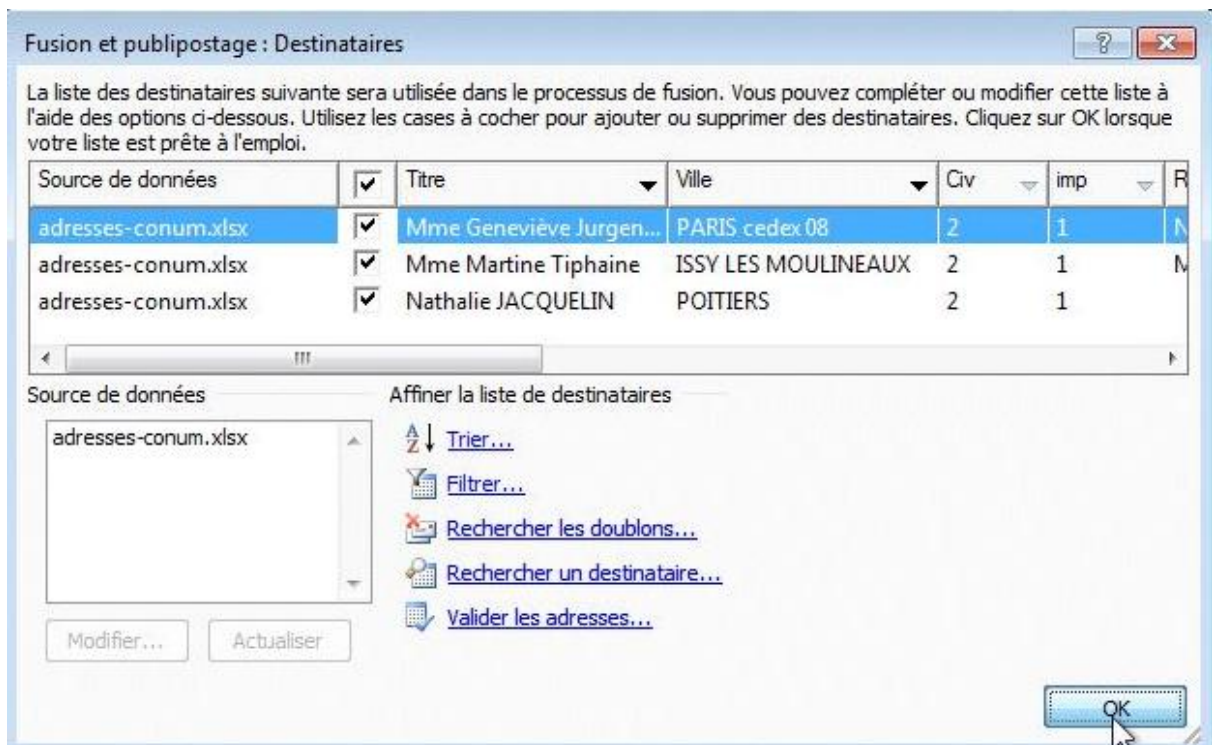 Fusion et publipostage : Destinataires
La liste des destinataires suivante sera utilisée dans le processus de fusion. Vous pouvez compléter ou modifier cette liste à
l'aide des options ci-dessous. Utilisez les cases à cocher pour ajouter ou supprimer des destinataires. Cliquez sur OK lorsque
votre liste est prête à l'emploi.
Source de données Titre Ville Civ imp R
adresses-conum.xlsx Mme Geneviève Jurgen... PARIS cedex 08 2 1 N
adresses-conum.xlsx Mme Martine Tiphaine ISSY LES MOULINEAUX 2 1 M
adresses-conum.xlsx Nathalie JACQUELIN POITIERS 2 1
Source de données Affiner la liste de destinataires
adresses-conum.xlsx
Trier...
Filtrer...
Rechercher les doublons...
Rechercher un destinataire...
Valider les adresses...
Modifier... Actualiser
OK